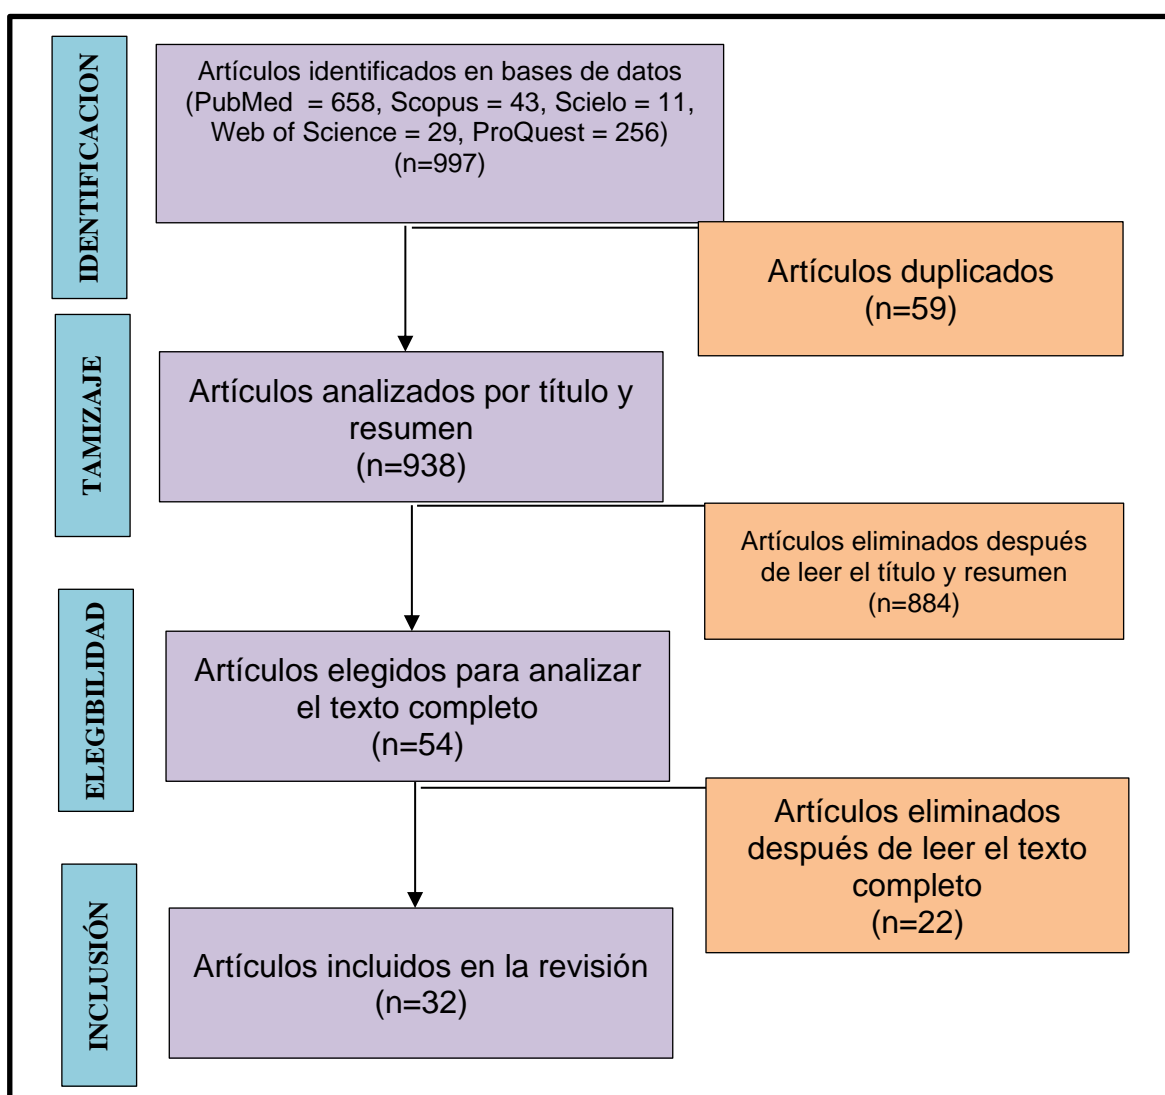 IDENTIFICACION
Artículos identificados en bases de datos
(PubMed = 658, Scopus = 43, Scielo = 11,
Web of Science = 29, ProQuest = 256)
(n=997)
Artículos duplicados
(n=59)
TAMIZAJE
Artículos analizados por título y
resumen
(n=938)
Artículos eliminados después
de leer el título y resumen
(n=884)
ELEGIBILIDAD
Artículos elegidos para analizar
el texto completo
(n=54)
Artículos eliminados
después de leer el texto
completo
(n=22)
INCLUSIÓN
Artículos incluidos en la revisión
(n=32)